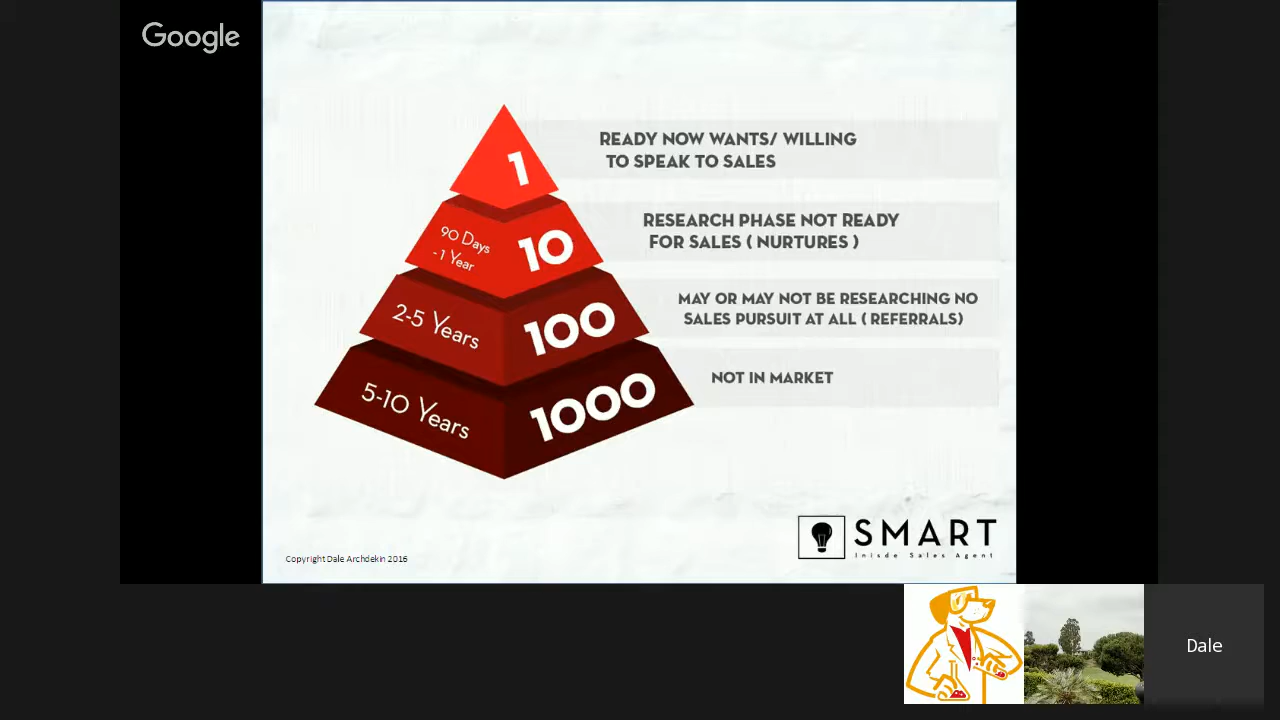 Google
1
READY NOW WANTS/ WILLING
TO SPEAK TO SALES
90 Days
- 1 Year
10
RESEARCH PHASE NOT READY
FOR SALES ( NURTURES )
2-5 Years
100
MAY OR MAY NOT BE RESEARCHING NO
SALES PURSUIT AT ALL ( REFERRALS)
5-10 Years
1000
NOT IN MARKET
SMART
Inisde Sales Agent
Copyright Dale Archdekin 2016
Dale